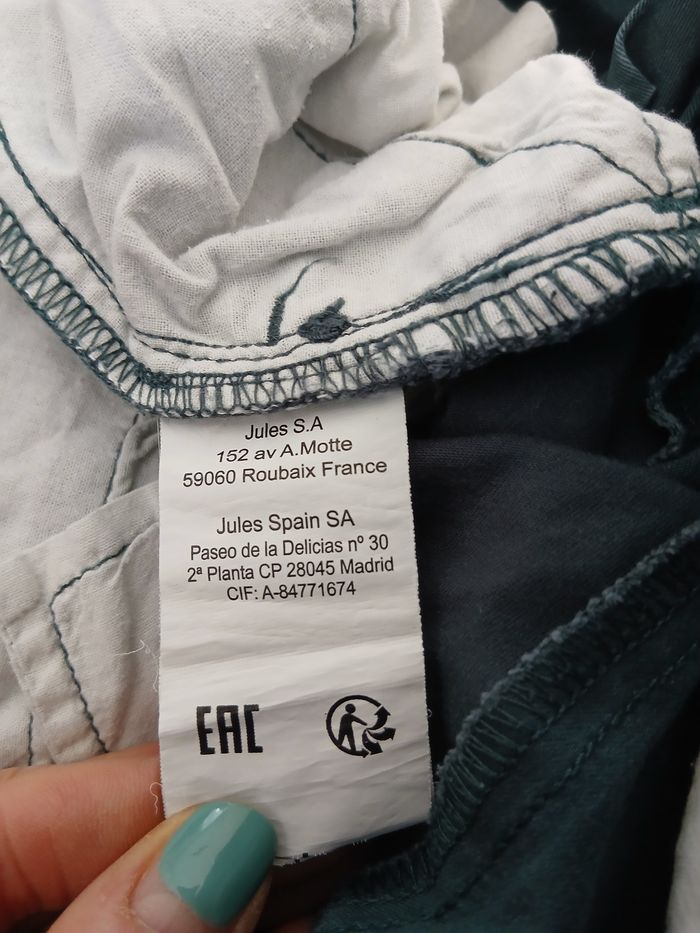 Jules S.A
152 av A.Motte
59060 Roubaix France
Jules Spain SA
Paseo de la Delicias nº 30
2ª Planta CP 28045 Madrid
CIF: A-84771674
EAC